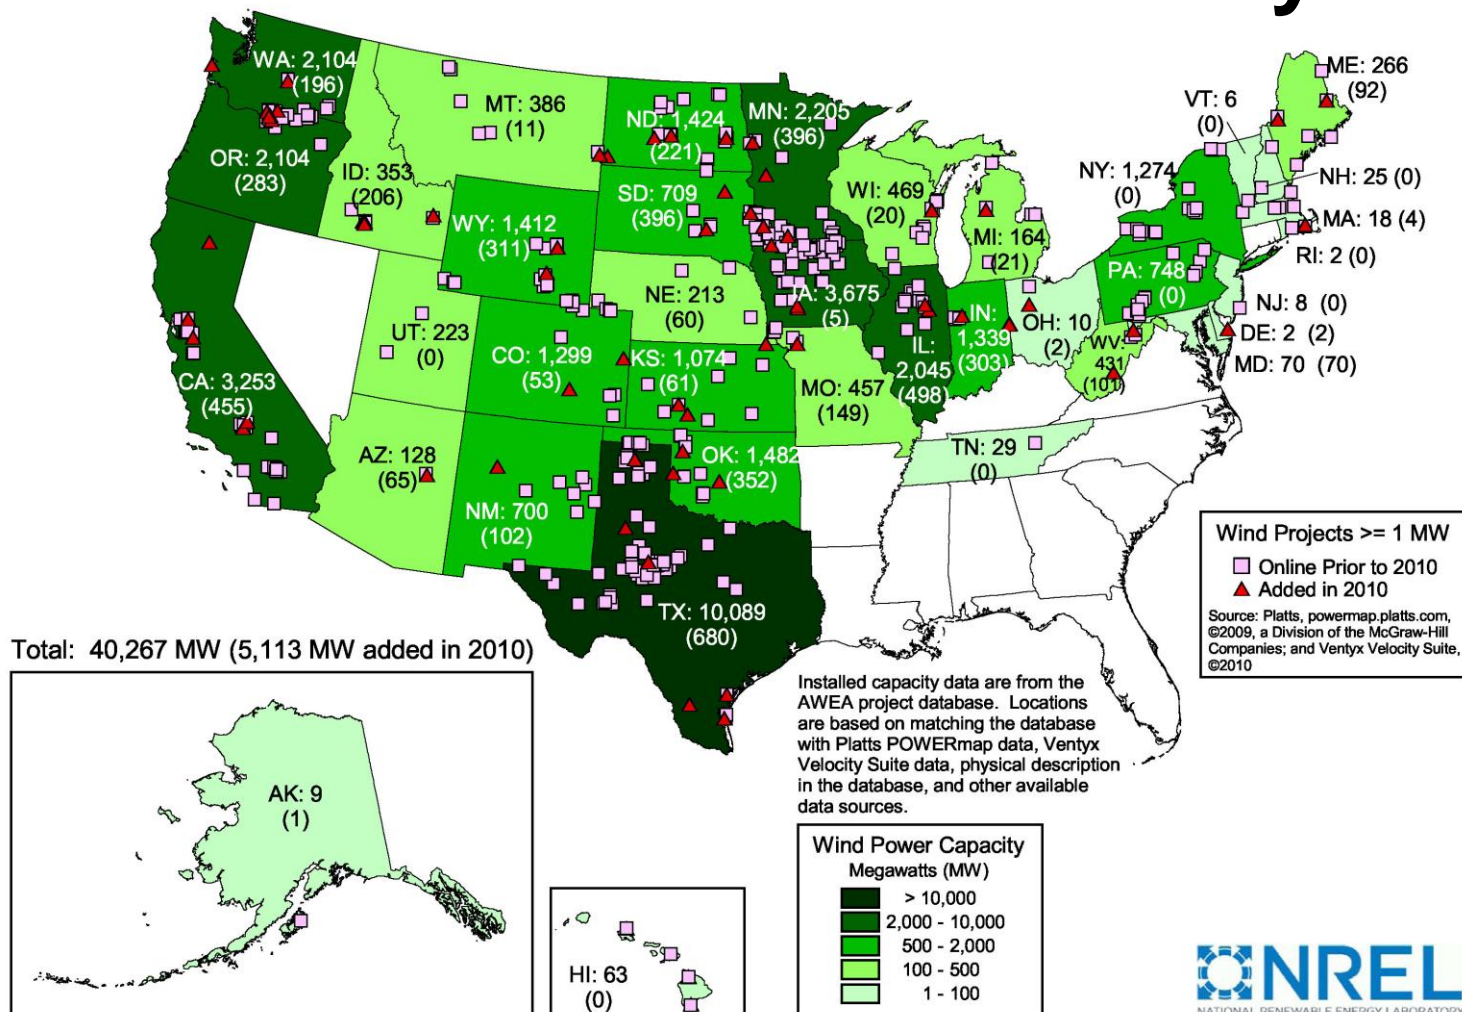 y
WA: 2,104
(196)
MT: 386
(11)
ND: 1,424
(221)
MN: 2,205
(396)
VT: 6
(0)
ME: 266
(92)
OR: 2,104
(283)
ID: 353
(206)
SD: 709
(396)
WI: 469
(20)
NY: 1,274
(0)
NH: 25 (0)
WY: 1,412
(311)
MI: 164
(21)
MA: 18 (4)
RI: 2 (0)
PA: 748
(0)
NE: 213
(60)
IA: 3,675
(5)
NJ: 8 (0)
UT: 223
(0)
IN:
1,339
(303)
OH: 10
(2)
DE: 2 (2)
CO: 1,299
(53)
KS: 1,074
(61)
IL:
2,045
(498)
WV:
431
(101)
MD: 70 (70)
CA: 3,253
(455)
MO: 457
(149)
AZ: 128
(65)
OK: 1,482
(352)
TN: 29
(0)
NM: 700
(102)
TX: 10,089
(680)
Wind Projects >= 1 MW
Online Prior to 2010
Added in 2010
Source: Platts, powermap.platts.com,
©2009, a Division of the McGraw-Hill
Companies; and Ventyx Velocity Suite,
©2010
Total: 40,267 MW (5,113 MW added in 2010)
Installed capacity data are from the
AWEA project database. Locations
are based on matching the database
with Platts POWERmap data, Ventyx
Velocity Suite data, physical description
in the database, and other available
data sources.
AK: 9
(1)
HI: 63
(0)
Wind Power Capacity
Megawatts (MW)
> 10,000
2,000 - 10,000
500 - 2,000
100 - 500
1 - 100
NREL
NATIONAL RENEWABLE ENERGY LABORATORY